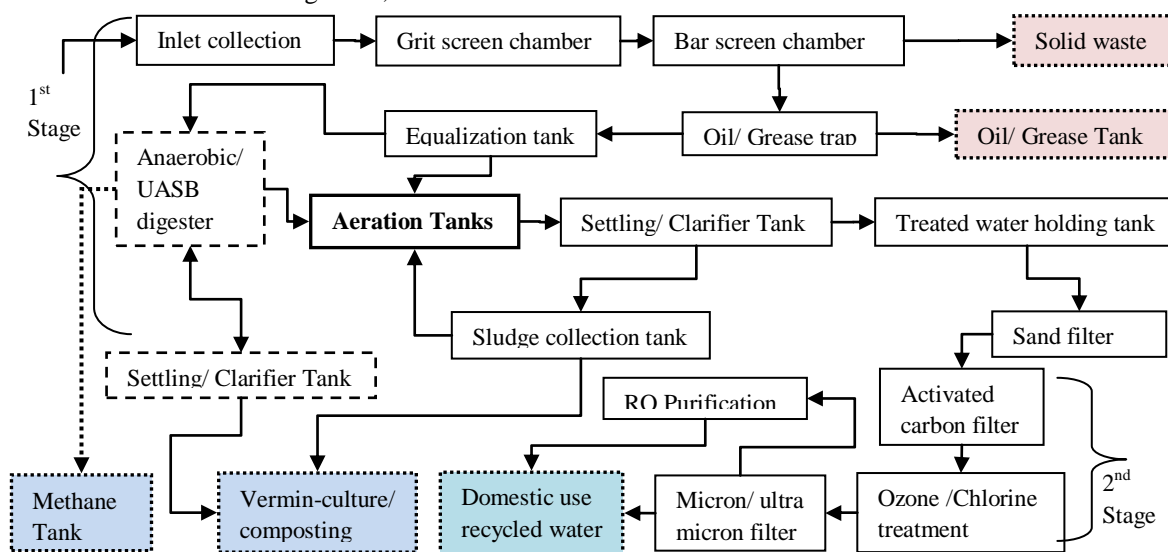 Inlet collection
Grit screen chamber
Bar screen chamber
Solid waste
1st
Stage
Equalization tank
Oil/ Grease trap
Oil/ Grease Tank
Anaerobic/
UASB
digester
Aeration Tanks
Settling/ Clarifier Tank
Treated water holding tank
Sludge collection tank
Sand filter
Settling/ Clarifier Tank
RO Purification
Activated
carbon filter
2nd
Stage
Methane
Tank
Vermin-culture/
composting
Domestic use
recycled water
Micron/ ultra
micron filter
Ozone /Chlorine
treatment